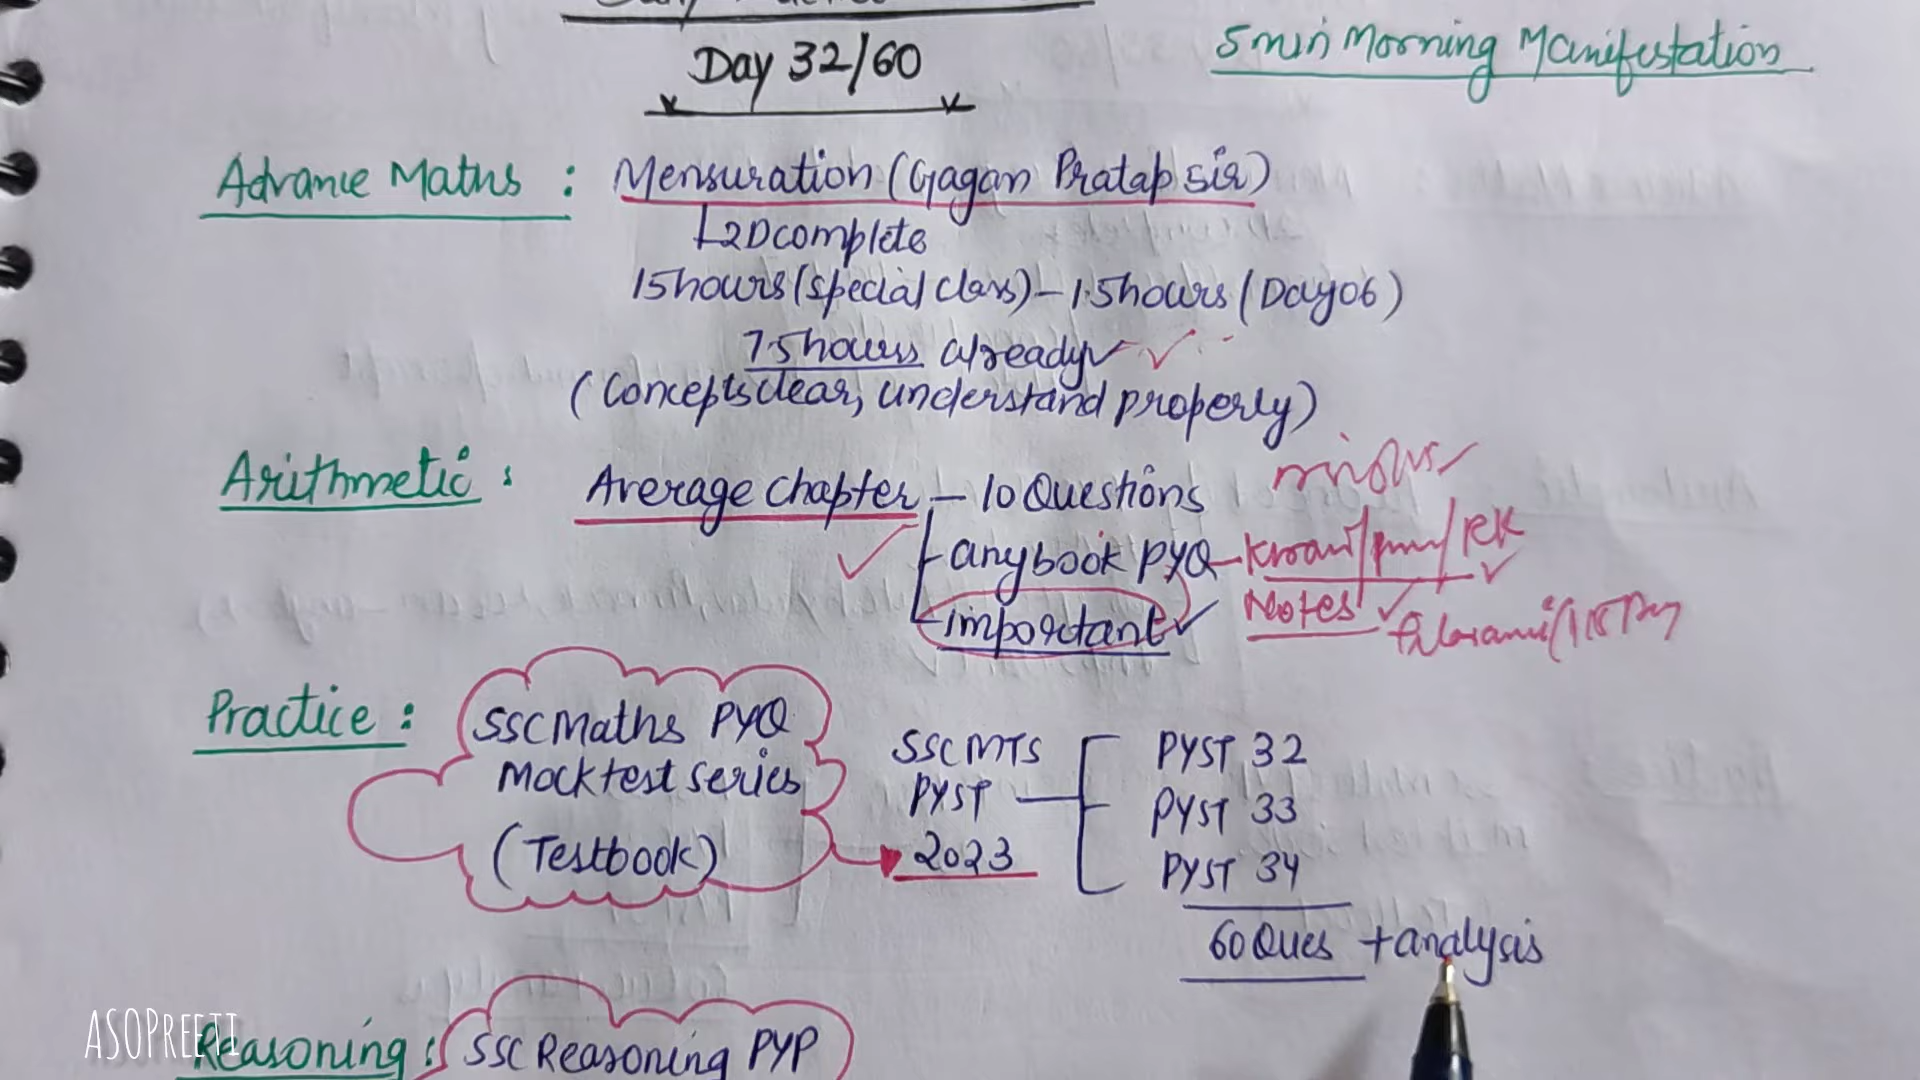 Day 32/60
5 min Morning Manifestation
Advance Maths : Mensuration (Gagan Pratap sir)
2D complete
15 hours (special class) - 1.5 hours (Day 06)
7.5 hours already
(Concepts clear, understand properly)
Arithmetic : Average Chapter - 10 Questions
any book PYQ
Notes
important
Practice : SSC Maths PYQ
Mock test series
(Testbook)
SSC MTS
PYST
2023
PYST 32
PYST 33
PYST 34
60 Ques + analysis
Reasoning : SSC Reasoning PYP
ASOPREETI